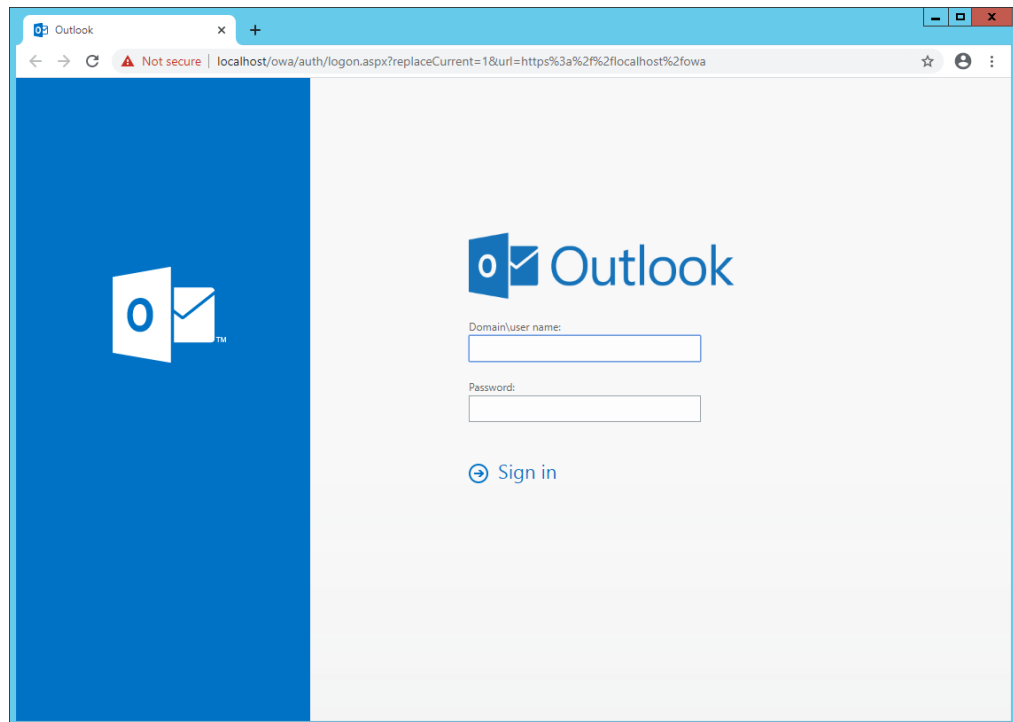 Outlook
Not secure | localhost/owa/auth/logon.aspx?replaceCurrent=1&url=https%3a%2f%2flocalhost%2fowa
Outlook
Domain\user name:
Password:
Sign in
TM